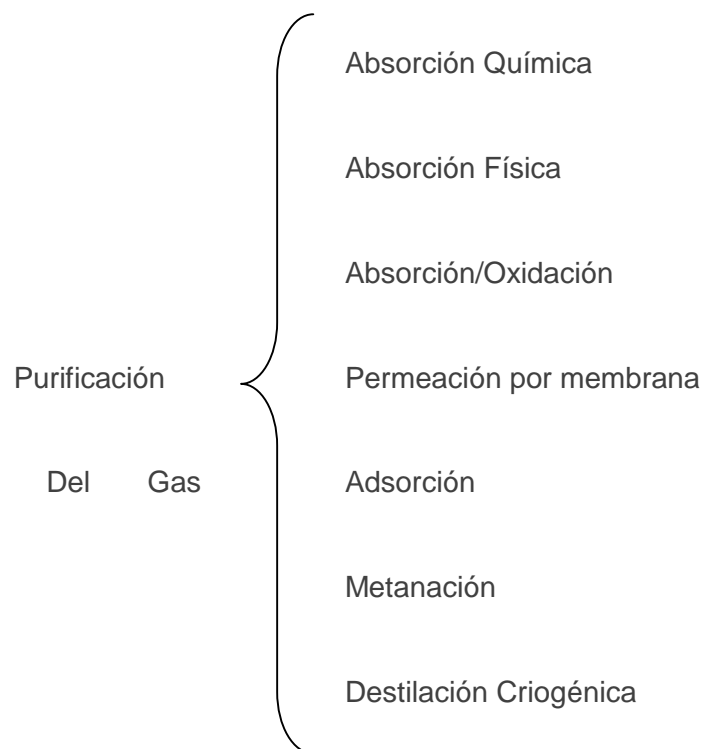 Absorción Química
Absorción Física
Absorción/Oxidación
Purificación
Permeación por membrana
Del Gas
Adsorción
Metanación
Destilación Criogénica